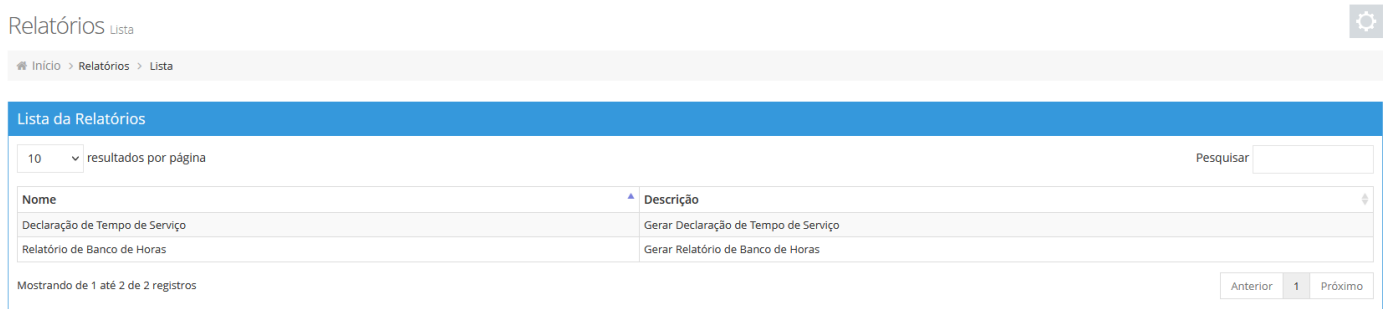 Relatórios Lista
Início > Relatórios > Lista
Lista da Relatórios
10 resultados por página Pesquisar
Nome Descrição
Declaração de Tempo de Serviço Gerar Declaração de Tempo de Serviço
Relatório de Banco de Horas Gerar Relatório de Banco de Horas
Mostrando de 1 até 2 de 2 registros Anterior 1 Próximo